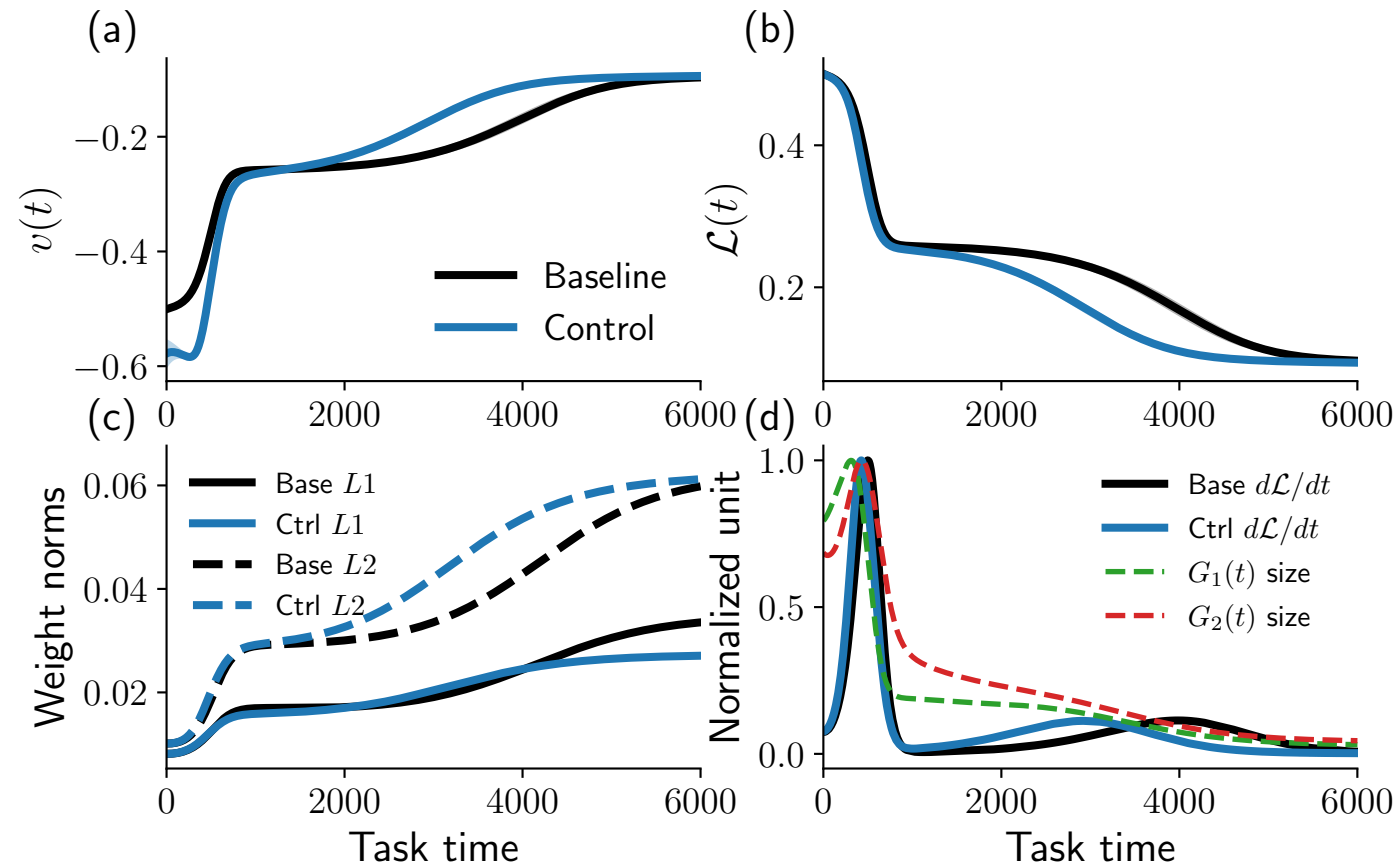 (a)
v(t)
−0.2
−0.4
−0.6
Baseline
Control
0
2000
4000
6000
(b)
ℒ(t)
0.4
0.2
0
2000
4000
6000
(c)
Weight norms
0.06
0.04
0.02
Base L1
Ctrl L1
Base L2
Ctrl L2
0
2000
4000
6000
Task time
(d)
Normalized unit
1.0
0.5
0.0
Base dℒ/dt
Ctrl dℒ/dt
G₁(t) size
G₂(t) size
0
2000
4000
6000
Task time